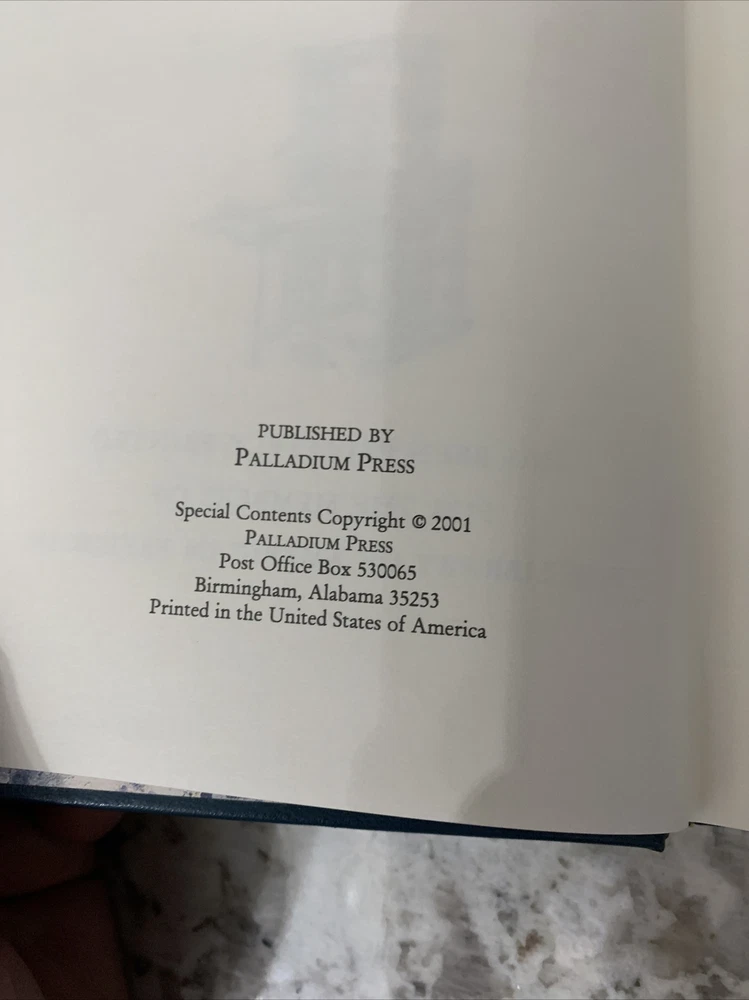 PUBLISHED BY
PALLADIUM PRESS
Special Contents Copyright © 2001
PALLADIUM PRESS
Post Office Box 530065
Birmingham, Alabama 35253
Printed in the United States of America